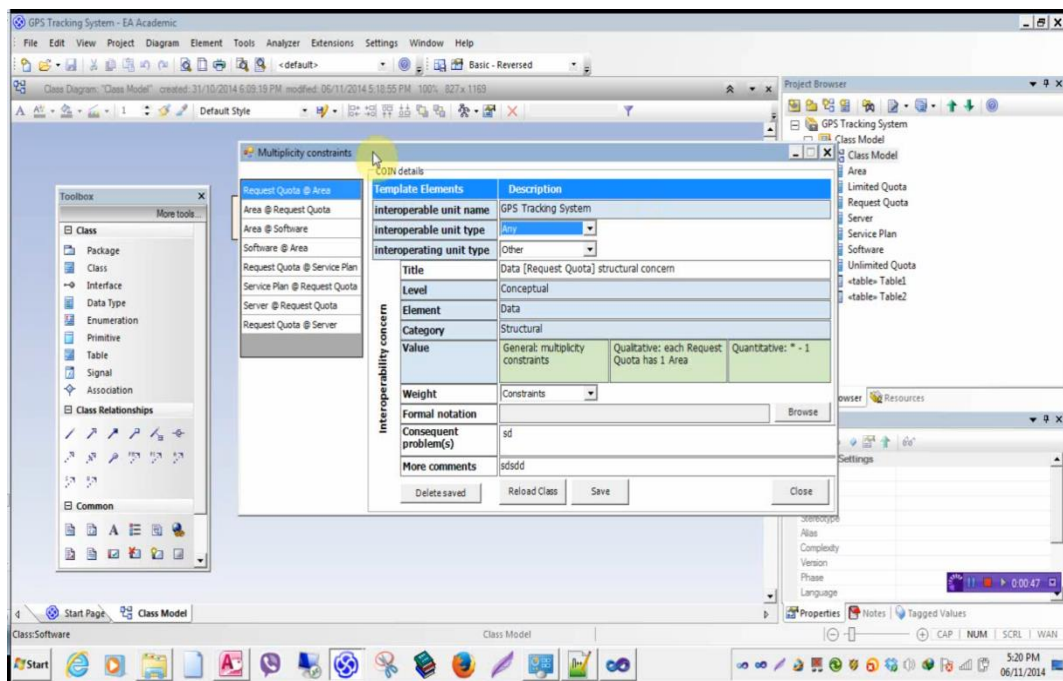 GPS Tracking System - EA Academic
File Edit View Project Diagram Element Tools Analyzer Extensions Settings Window Help
<default> Basic - Reversed
Class Diagram: "Class Model" created: 31/10/2014 6:09:19 PM modified: 06/11/2014 5:18:55 PM 100% 827 x 1169
Project Browser
Default Style
GPS Tracking System
Class Model
Class Model
Area
Limited Quota
Request Quota
Server
Service Plan
Software
Unlimited Quota
«table» Table1
«table» Table2
Toolbox
More tools...
Class
Package
Class
Interface
Data Type
Enumeration
Primitive
Table
Signal
Association
Class Relationships
Common
Multiplicity constraints
Request Quota @ Area
Area @ Request Quota
Area @ Software
Software @ Area
Request Quota @ Service Plan
Service Plan @ Request Quota
Server @ Request Quota
Request Quota @ Server
COIN details
Template Elements Description
interoperable unit name GPS Tracking System
interoperable unit type Any
interoperating unit type Other
Interoperability concern
Title Data [Request Quota] structural concern
Level Conceptual
Element Data
Category Structural
Value General: multiplicity constraints Qualitative: each Request Quota has 1 Area Quantitative: * - 1
Weight Constraints
Formal notation Browse
Consequent problem(s) sd
More comments sdsdd
Delete saved Reload Class Save Close
owser Resources
Settings
Stereotype
Alias
Complexity
Version
Phase
Language
0:00:47
Start Page Class Model
Properties Notes Tagged Values
Class:Software Class Model CAP NUM SCRL WAN
Start
5:20 PM
06/11/2014